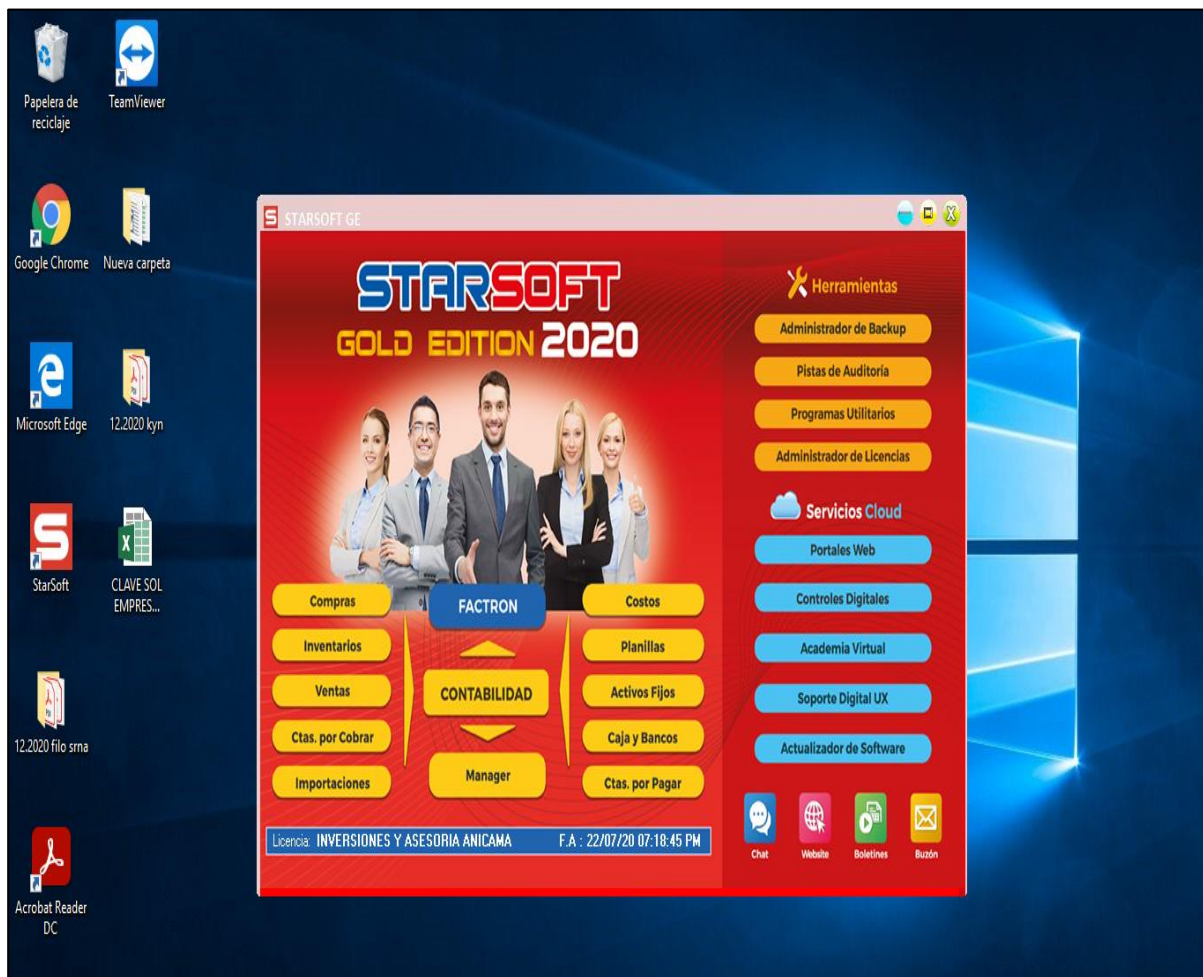 Papelera de
reciclaje
TeamViewer
Google Chrome
Nueva carpeta
Microsoft Edge
12.2020 kyn
StarSoft
CLAVE SOL
EMPRES...
12.2020 filo srna
Acrobat Reader
DC
STARSOFT GE
STARSOFT
GOLD EDITION 2020
Compras
Inventarios
Ventas
Ctas. por Cobrar
Importaciones
FACTRON
CONTABILIDAD
Manager
Costos
Planillas
Activos Fijos
Caja y Bancos
Ctas. por Pagar
Licencia: INVERSIONES Y ASESORIA ANICAMA F.A : 22/07/20 07:18:45 PM
Herramientas
Administrador de Backup
Pistas de Auditoría
Programas Utilitarios
Administrador de Licencias
Servicios Cloud
Portales Web
Controles Digitales
Academia Virtual
Soporte Digital UX
Actualizador de Software
Chat
Website
Boletines
Buzón